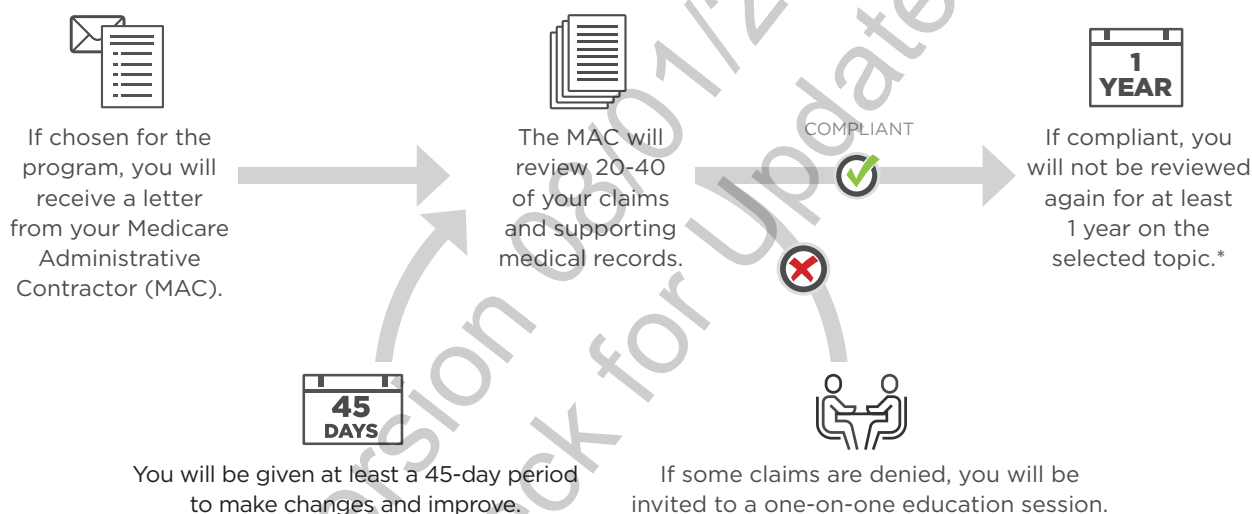 If chosen for the
program, you will
receive a letter
from your Medicare
Administrative
Contractor (MAC).
The MAC will
review 20-40
of your claims
and supporting
medical records.
COMPLIANT
1
YEAR
If compliant, you
will not be reviewed
again for at least
1 year on the
selected topic.*
45
DAYS
You will be given at least a 45-day period
to make changes and improve.
If some claims are denied, you will be
invited to a one-on-one education session.